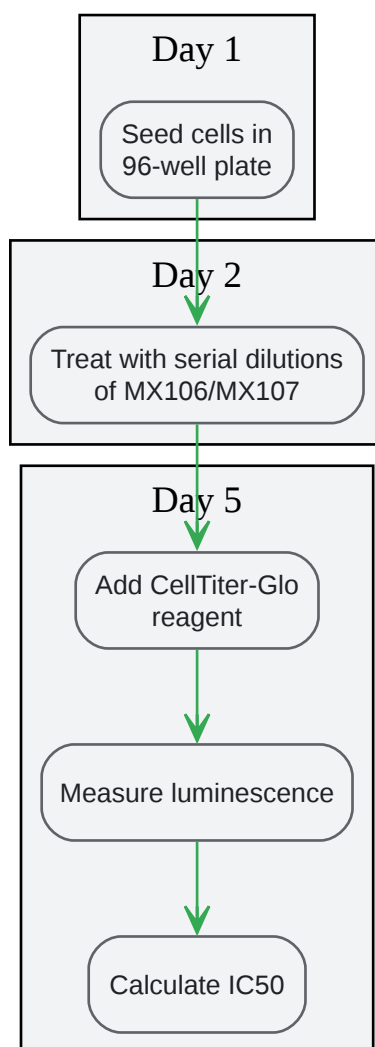 Day 1
Seed cells in
96-well plate
Day 2
Treat with serial dilutions
of MX106/MX107
Day 5
Add CellTiter-Glo
reagent
Measure luminescence
Calculate IC50